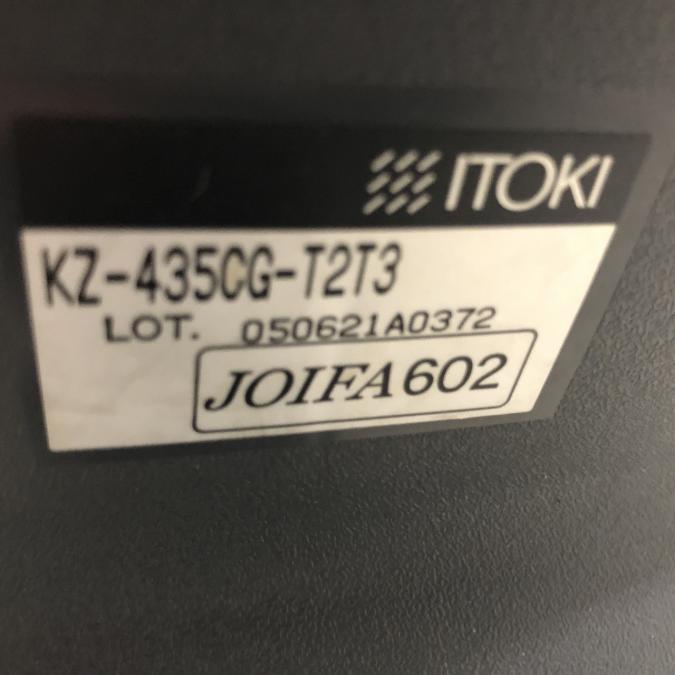 ITOKI
KZ-435CG-T2T3
LOT. 050621A0372
JOIFA602